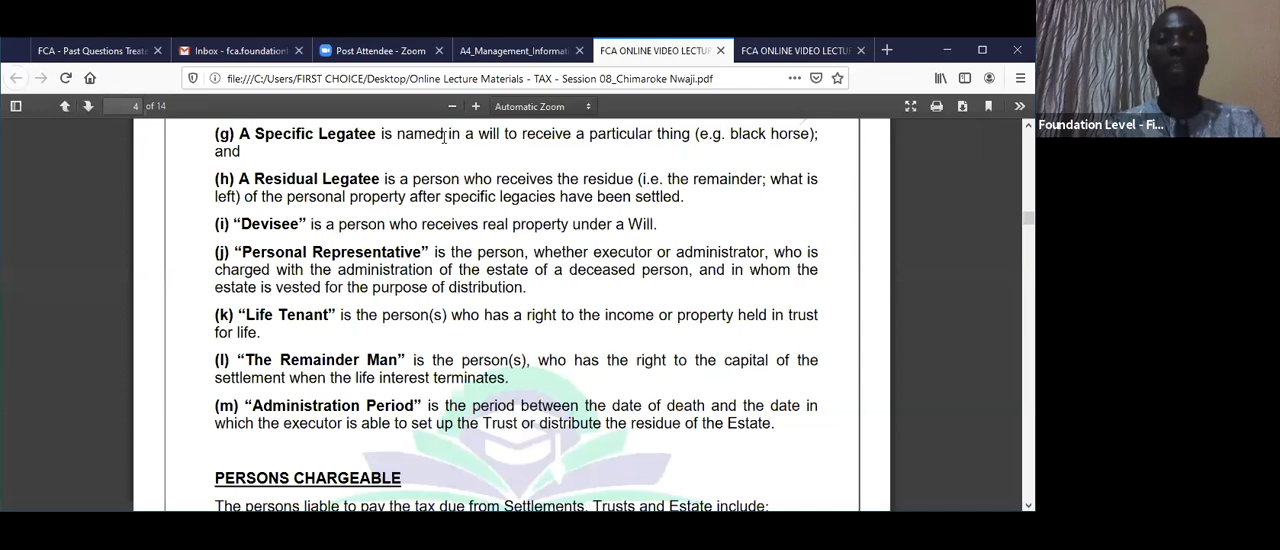 FCA - Past Questions Treate
Inbox - fca.foundation
Post Attendee - Zoom
A4_Management_Informati
FCA ONLINE VIDEO LECTUR
FCA ONLINE VIDEO LECTUR
file:///C:/Users/FIRST CHOICE/Desktop/Online Lecture Materials - TAX - Session 08_Chimaroke Nwaji.pdf
4 of 14
Automatic Zoom
Foundation Level - Fi...
(g) A Specific Legatee is named in a will to receive a particular thing (e.g. black horse);
and
(h) A Residual Legatee is a person who receives the residue (i.e. the remainder; what is
left) of the personal property after specific legacies have been settled.
(i) “Devisee” is a person who receives real property under a Will.
(j) “Personal Representative” is the person, whether executor or administrator, who is
charged with the administration of the estate of a deceased person, and in whom the
estate is vested for the purpose of distribution.
(k) “Life Tenant” is the person(s) who has a right to the income or property held in trust
for life.
(l) “The Remainder Man” is the person(s), who has the right to the capital of the
settlement when the life interest terminates.
(m) “Administration Period” is the period between the date of death and the date in
which the executor is able to set up the Trust or distribute the residue of the Estate.
PERSONS CHARGEABLE
The persons liable to pay the tax due from Settlements, Trusts and Estate include: